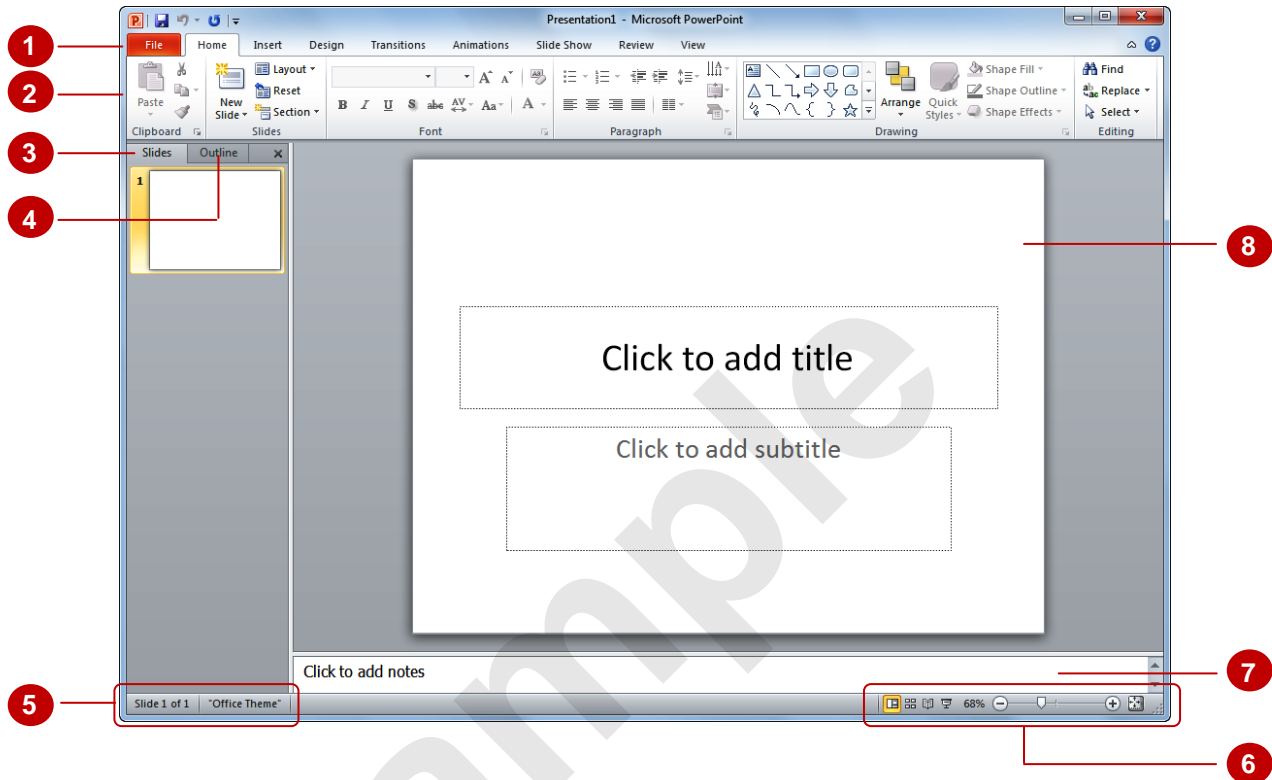 Presentation1 - Microsoft PowerPoint
1
File Home Insert Design Transitions Animations Slide Show Review View
2
Paste
New Slide
Layout
Reset
Section
B I U S abc AV Aa A
Arrange
Quick Styles
Shape Fill
Shape Outline
Shape Effects
Find
Replace
Select
Clipboard Slides Font Paragraph Drawing Editing
3
Slides Outline
1
4
8
Click to add title
Click to add subtitle
Sample
Click to add notes
7
5
Slide 1 of 1 "Office Theme" 68%
6